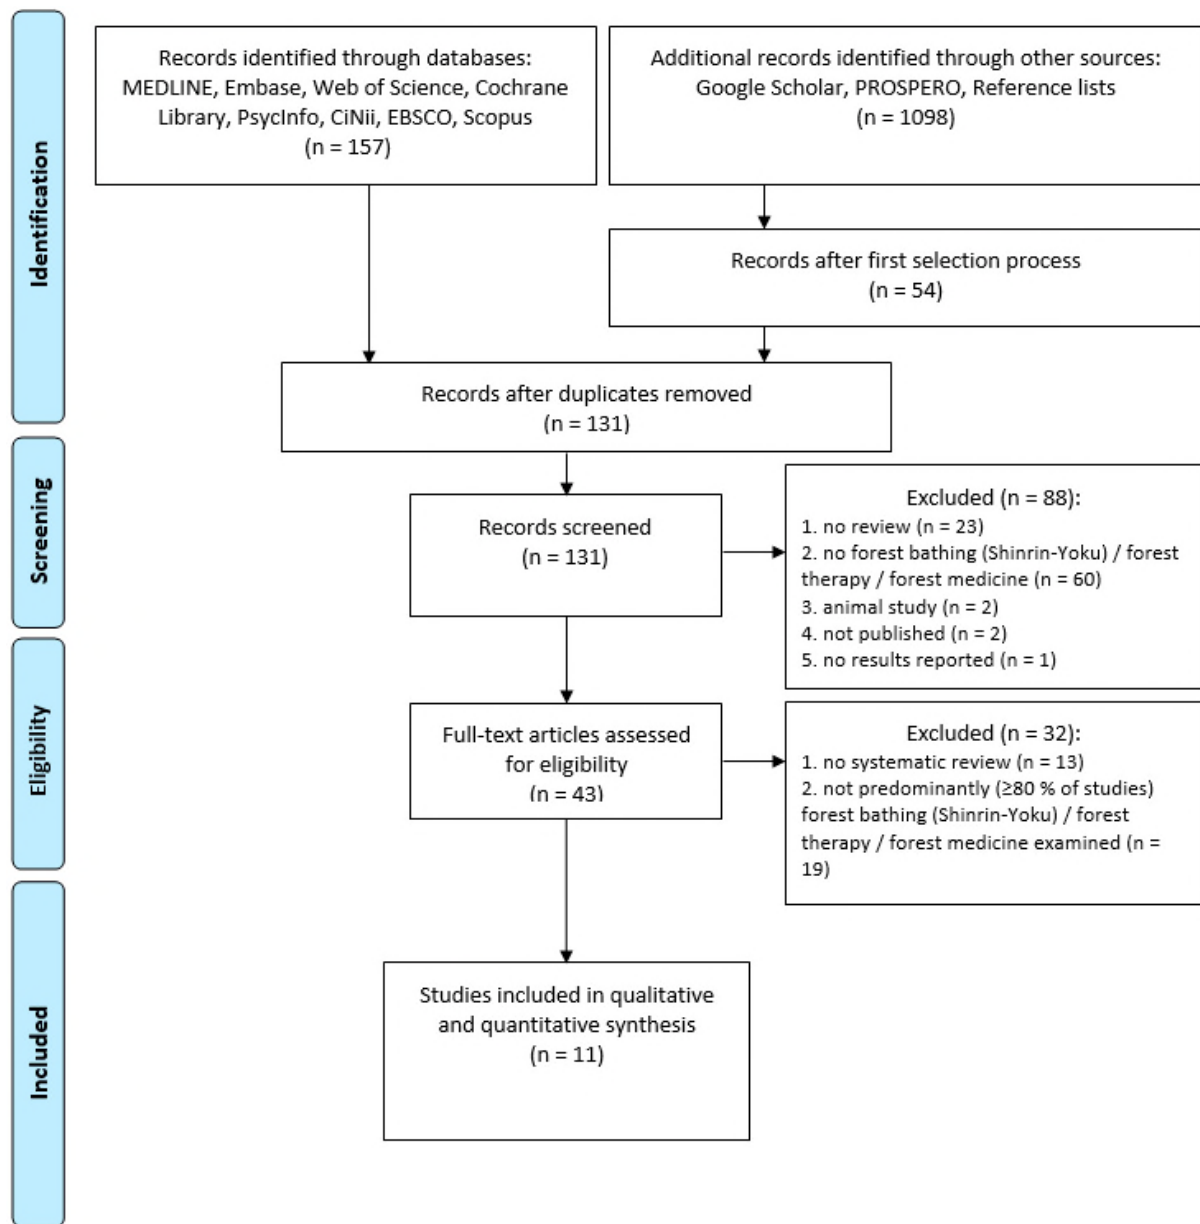 Identification
Records identified through databases:
MEDLINE, Embase, Web of Science, Cochrane
Library, PsycInfo, CiNii, EBSCO, Scopus
(n = 157)
Additional records identified through other sources:
Google Scholar, PROSPERO, Reference lists
(n = 1098)
Records after first selection process
(n = 54)
Records after duplicates removed
(n = 131)
Screening
Records screened
(n = 131)
Excluded (n = 88):
1. no review (n = 23)
2. no forest bathing (Shinrin-Yoku) / forest
therapy / forest medicine (n = 60)
3. animal study (n = 2)
4. not published (n = 2)
5. no results reported (n = 1)
Eligibility
Full-text articles assessed
for eligibility
(n = 43)
Excluded (n = 32):
1. no systematic review (n = 13)
2. not predominantly (≥80 % of studies)
forest bathing (Shinrin-Yoku) / forest
therapy / forest medicine examined (n =
19)
Included
Studies included in qualitative
and quantitative synthesis
(n = 11)